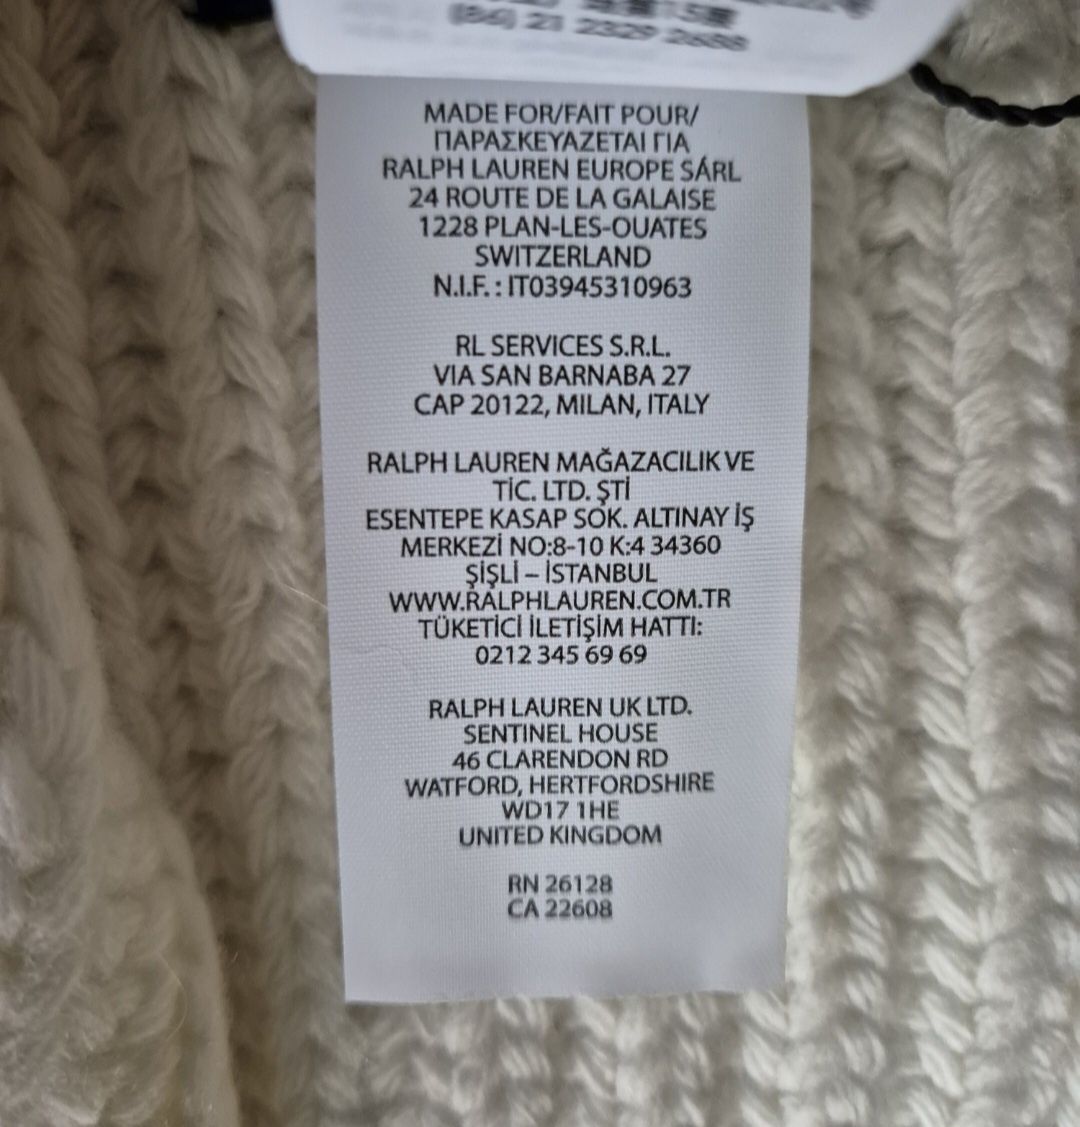 (86) 21 2329 2688
MADE FOR/FAIT POUR/
ΠΑΡΑΣΚΕΥΑΖΕΤΑΙ ΓΙΑ
RALPH LAUREN EUROPE SÁRL
24 ROUTE DE LA GALAISE
1228 PLAN-LES-OUATES
SWITZERLAND
N.I.F. : IT03945310963
RL SERVICES S.R.L.
VIA SAN BARNABA 27
CAP 20122, MILAN, ITALY
RALPH LAUREN MAĞAZACILIK VE
TİC. LTD. ŞTİ
ESENTEPE KASAP SOK. ALTINAY İŞ
MERKEZİ NO:8-10 K:4 34360
ŞİŞLİ – İSTANBUL
WWW.RALPHLAUREN.COM.TR
TÜKETİCİ İLETİŞİM HATTI:
0212 345 69 69
RALPH LAUREN UK LTD.
SENTINEL HOUSE
46 CLARENDON RD
WATFORD, HERTFORDSHIRE
WD17 1HE
UNITED KINGDOM
RN 26128
CA 22608